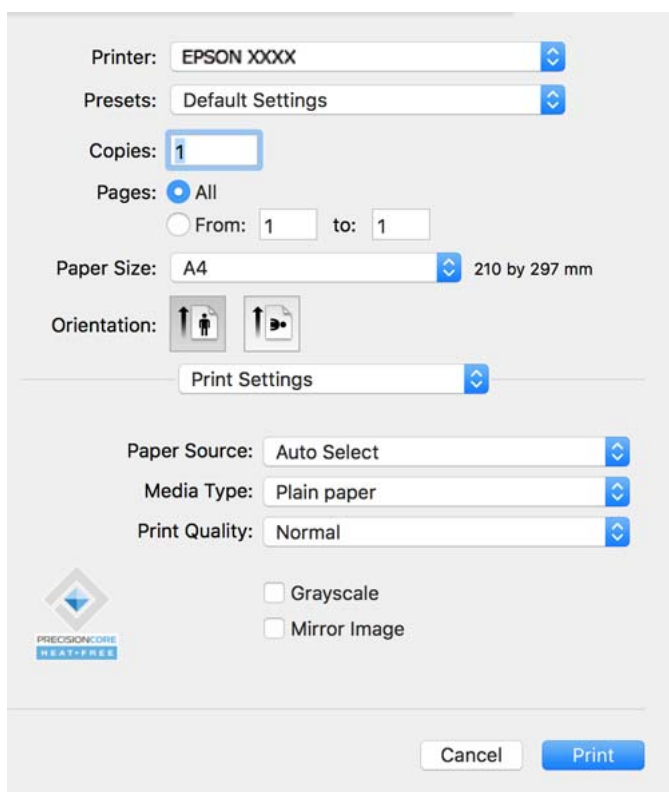 Printer: EPSON XXXX
Presets: Default Settings
Copies: 1
Pages: All
From: 1 to: 1
Paper Size: A4 210 by 297 mm
Orientation:
Print Settings
Paper Source: Auto Select
Media Type: Plain paper
Print Quality: Normal
Grayscale
Mirror Image
PRECISIONCORE
HEAT-FREE
Cancel Print